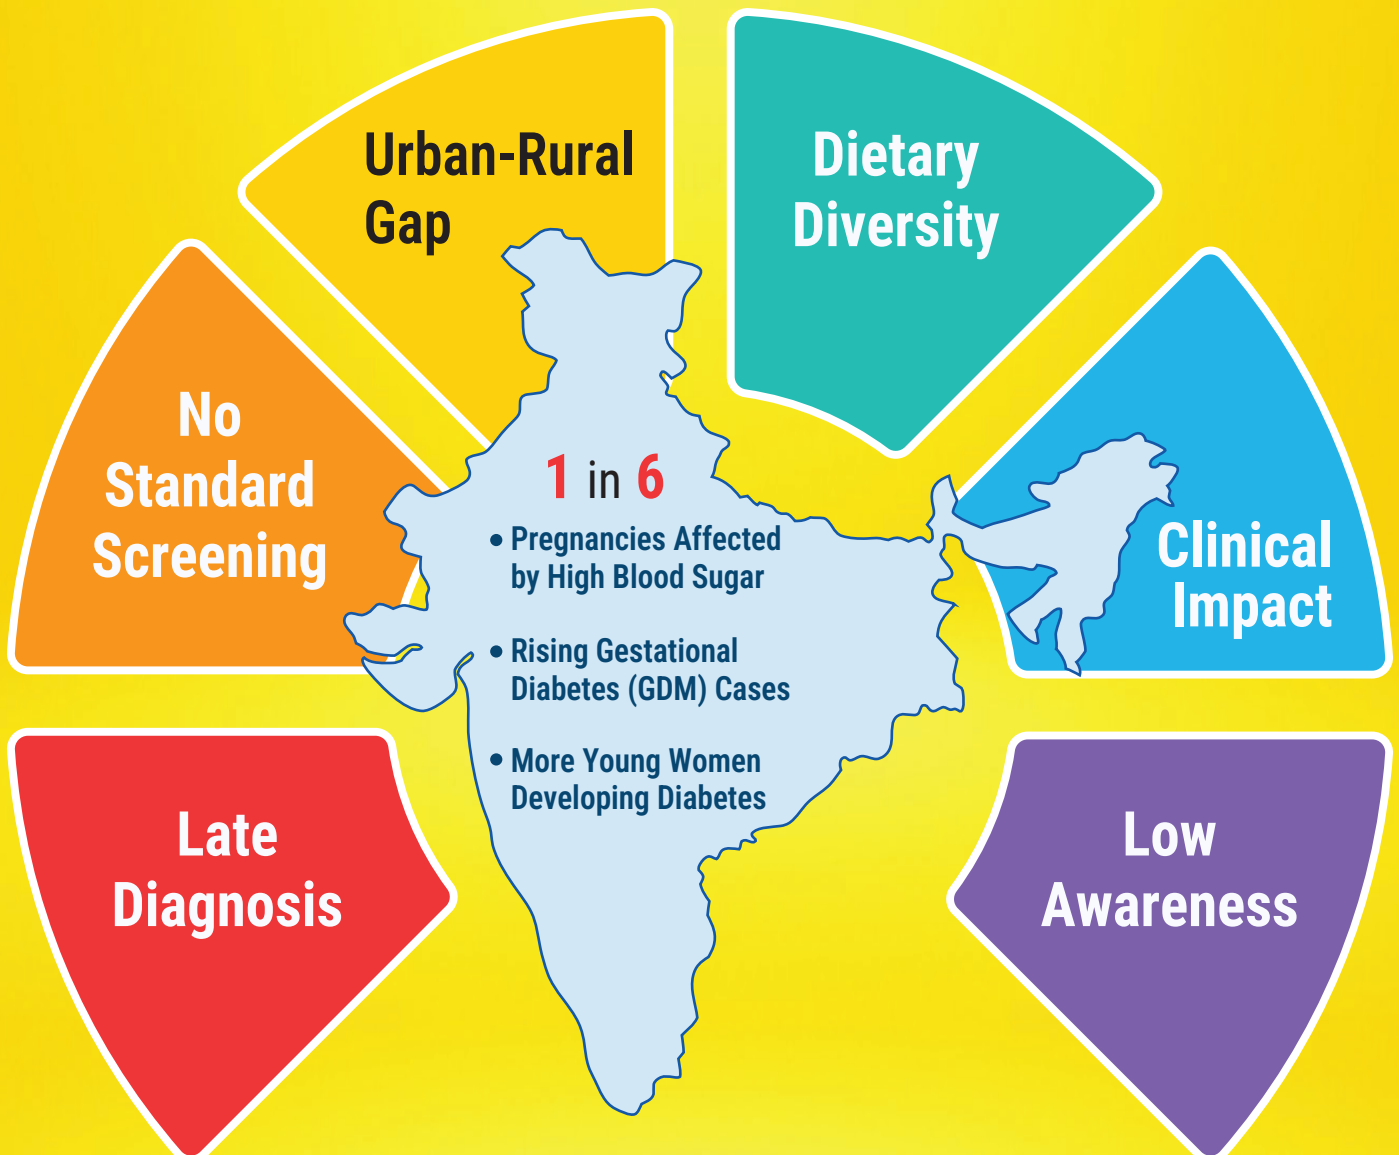 Urban-Rural
Gap
Dietary
Diversity
No
Standard
Screening
Clinical
Impact
1 in 6
• Pregnancies Affected
by High Blood Sugar
• Rising Gestational
Diabetes (GDM) Cases
• More Young Women
Developing Diabetes
Late
Diagnosis
Low
Awareness